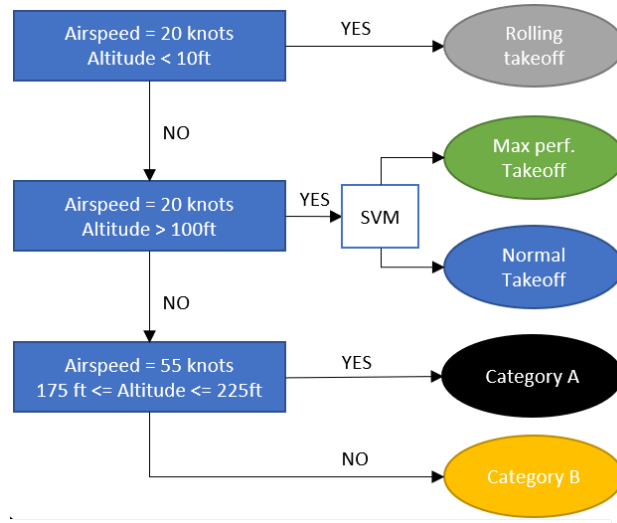 Airspeed = 20 knots
Altitude < 10ft
YES
Rolling
takeoff
NO
Airspeed = 20 knots
Altitude > 100ft
YES
SVM
Max perf.
Takeoff
Normal
Takeoff
NO
Airspeed = 55 knots
175 ft <= Altitude <= 225ft
YES
Category A
NO
Category B